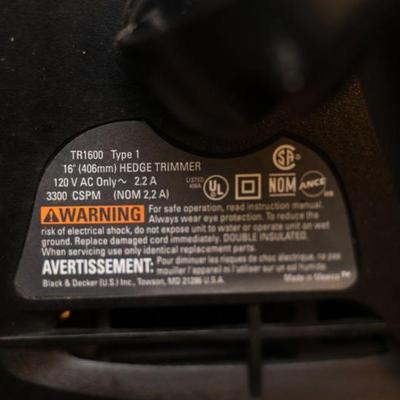 TR1600 Type 1
16" (406mm) HEDGE TRIMMER
120 V AC Only ~ 2.2 A
3300 CSPM (NOM 2,2 A)
LISTED
UL
SA
NOM
ANCE
WARNING For safe operation, read instruction manual.
Always wear eye protection. To reduce the
risk of electrical shock, do not expose unit to water or operate unit on wet
ground. Replace damaged cord immediately. DOUBLE INSULATED.
When servicing use only identical replacement parts.
AVERTISSEMENT: Pour diminuer les risques de choc électrique, ne pas
mouiller l'appareil ni l'utiliser sur un sol humide.
Black & Decker (U.S.) Inc., Towson, MD 21286 U.S.A.
Made in Mexico